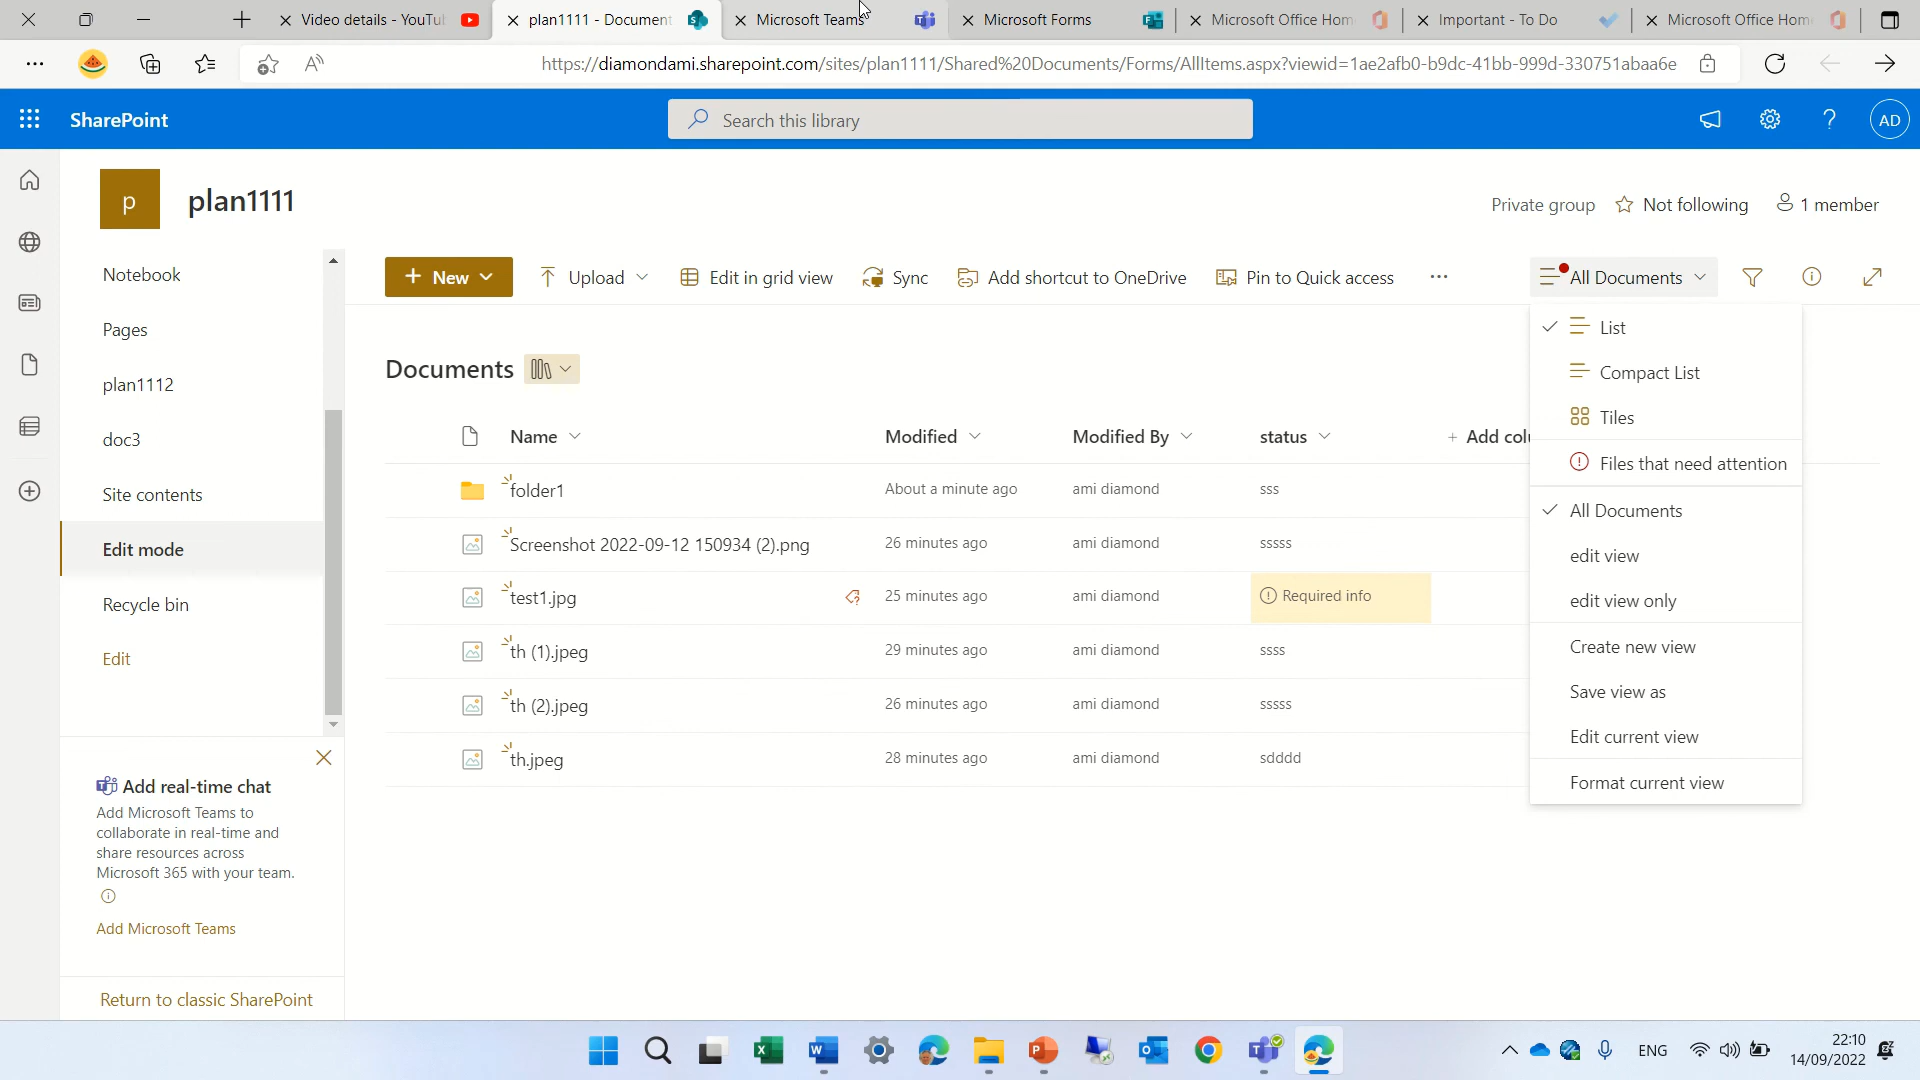 Video details - YouTu
plan1111 - Document
Microsoft Teams
Microsoft Forms
Microsoft Office Hom
Important - To Do
Microsoft Office Hom
https://diamondami.sharepoint.com/sites/plan1111/Shared%20Documents/Forms/AllItems.aspx?viewid=1ae2afb0-b9dc-41bb-999d-330751abaa6e
SharePoint
Search this library
AD
p
plan1111
Private group
Not following
1 member
Notebook
Pages
plan1112
doc3
Site contents
Edit mode
Recycle bin
Edit
+ New
Upload
Edit in grid view
Sync
Add shortcut to OneDrive
Pin to Quick access
All Documents
Documents
Name
Modified
Modified By
status
+ Add colu
folder1
About a minute ago
ami diamond
sss
Screenshot 2022-09-12 150934 (2).png
26 minutes ago
ami diamond
sssss
test1.jpg
25 minutes ago
ami diamond
Required info
th (1).jpeg
29 minutes ago
ami diamond
ssss
th (2).jpeg
26 minutes ago
ami diamond
sssss
th.jpeg
28 minutes ago
ami diamond
sdddd
List
Compact List
Tiles
Files that need attention
All Documents
edit view
edit view only
Create new view
Save view as
Edit current view
Format current view
Add real-time chat
Add Microsoft Teams to
collaborate in real-time and
share resources across
Microsoft 365 with your team.
Add Microsoft Teams
Return to classic SharePoint
ENG
22:10
14/09/2022